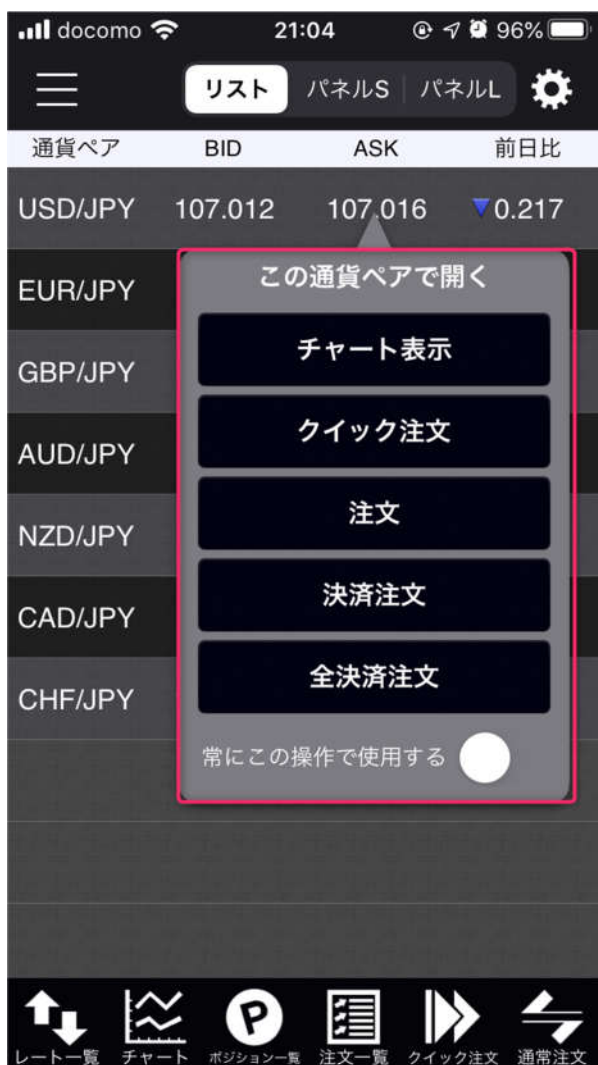 docomo 21:04 96%
リスト パネルS パネルL
通貨ペア BID ASK 前日比
USD/JPY 107.012 107.016 ▼0.217
この通貨ペアで開く
EUR/JPY
チャート表示
GBP/JPY
クイック注文
AUD/JPY
注文
NZD/JPY
決済注文
CAD/JPY
全決済注文
CHF/JPY
常にこの操作で使用する
P
レート一覧 チャート ポジション一覧 注文一覧 クイック注文 通常注文